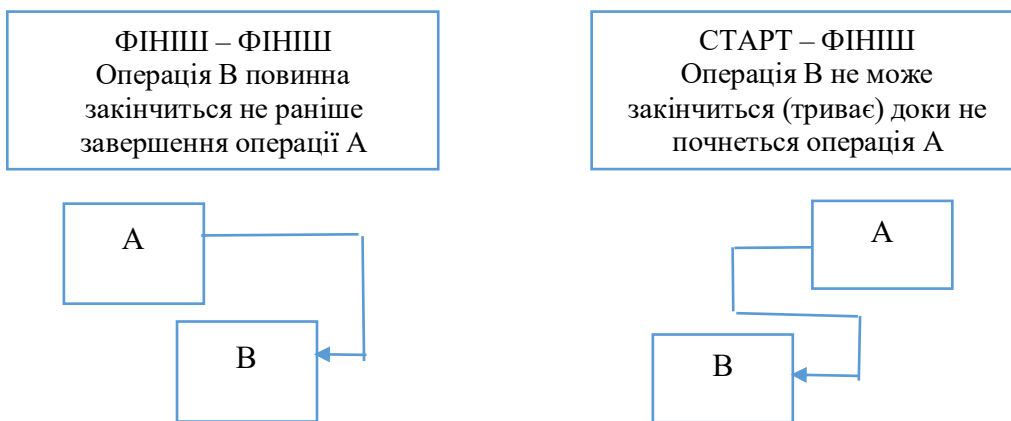 ФІНІШ – ФІНІШ
Операція В повинна
закінчиться не раніше
завершення операції А
СТАРТ – ФІНІШ
Операція В не може
закінчиться (триває) доки не
почнеться операція А
А
В
А
В